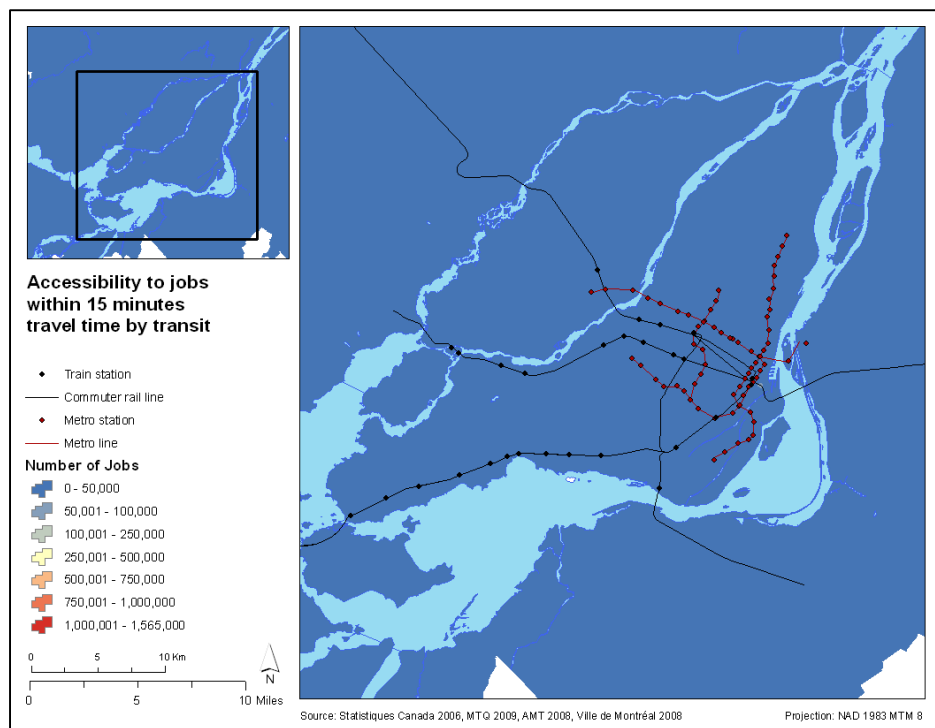 Accessibility to jobs
within 15 minutes
travel time by transit
Train station
Commuter rail line
Metro station
Metro line
Number of Jobs
0 - 50,000
50,001 - 100,000
100,001 - 250,000
250,001 - 500,000
500,001 - 750,000
750,001 - 1,000,000
1,000,001 - 1,565,000
0 5 10 Km
0 5 10 Miles
N
Source: Statistiques Canada 2006, MTQ 2009, AMT 2008, Ville de Montréal 2008
Projection: NAD 1983 MTM 8